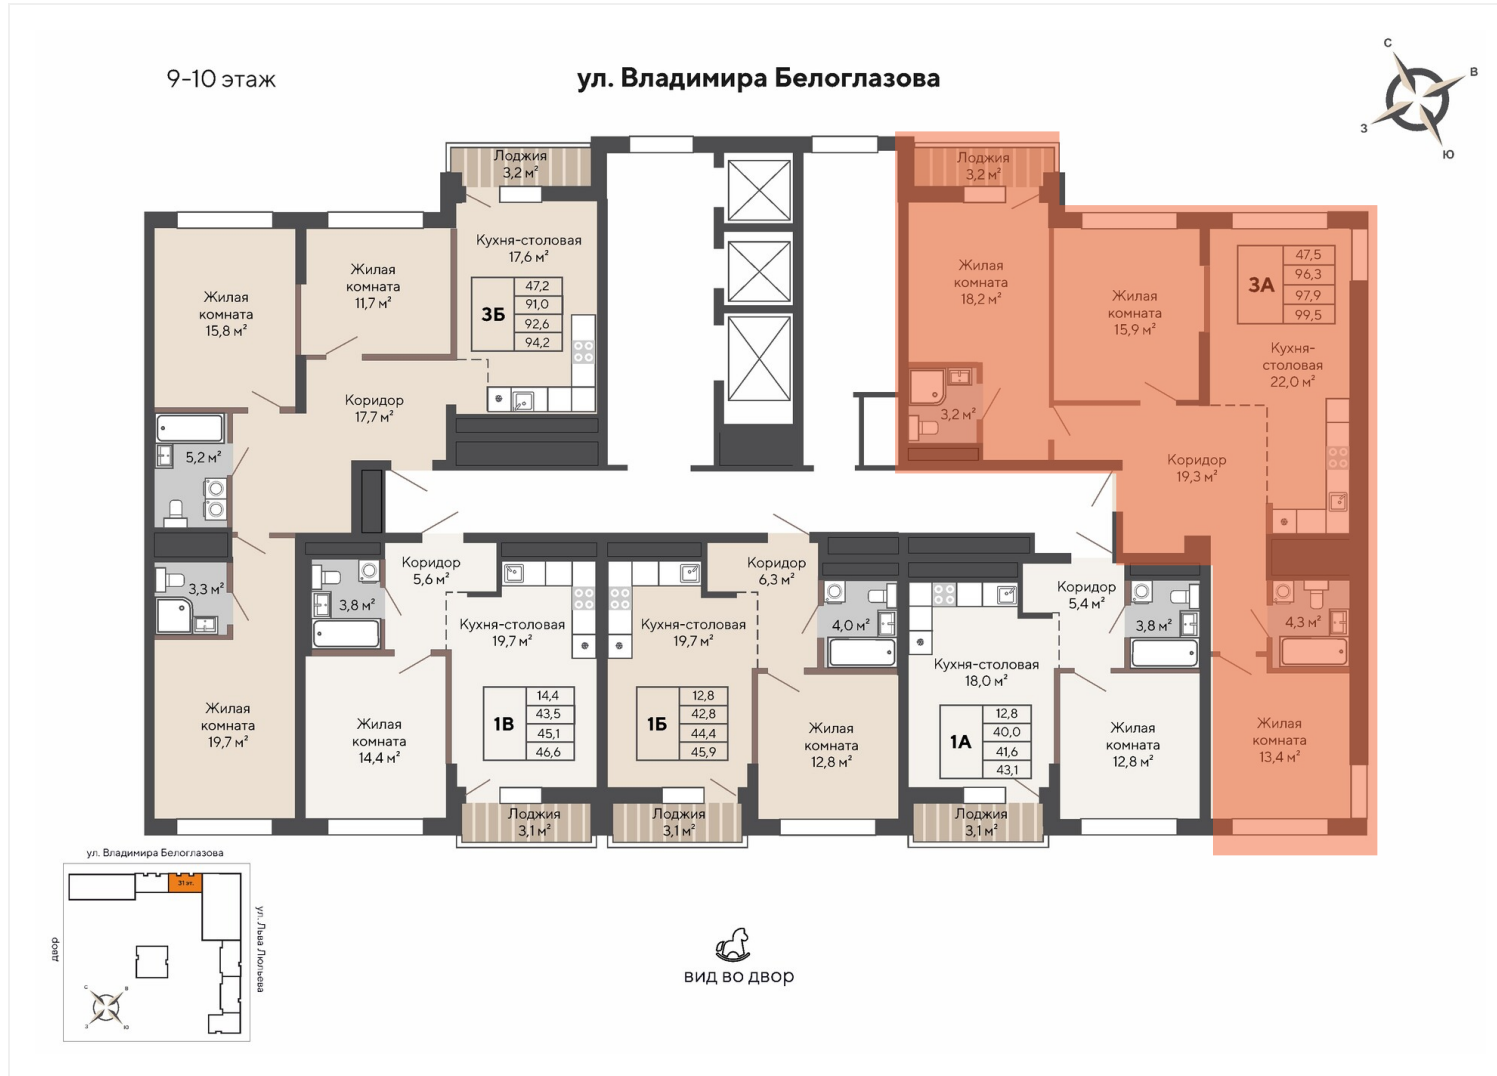 9-10 этаж
ул. Владимира Белоглазова
С
В
З
Ю
Лоджия
3,2 м²
Кухня-столовая
17,6 м²
3Б
47,2
91,0
92,6
94,2
Жилая
комната
11,7 м²
Жилая
комната
15,8 м²
Коридор
17,7 м²
5,2 м²
3,3 м²
Жилая
комната
19,7 м²
Лоджия
3,2 м²
Жилая
комната
18,2 м²
3,2 м²
Жилая
комната
15,9 м²
3А
47,5
96,3
97,9
99,5
Кухня-
столовая
22,0 м²
Коридор
19,3 м²
4,3 м²
Жилая
комната
13,4 м²
Коридор
5,6 м²
3,8 м²
Кухня-столовая
19,7 м²
Жилая
комната
14,4 м²
1В
14,4
43,5
45,1
46,6
Лоджия
3,1 м²
Коридор
6,3 м²
4,0 м²
Кухня-столовая
19,7 м²
1Б
12,8
42,8
44,4
45,9
Жилая
комната
12,8 м²
Лоджия
3,1 м²
Коридор
5,4 м²
3,8 м²
Кухня-столовая
18,0 м²
1А
12,8
40,0
41,6
43,1
Жилая
комната
12,8 м²
Лоджия
3,1 м²
ул. Владимира Белоглазова
31 эт.
двор
ул. Льва Люльева
С
В
З
Ю
вид во двор